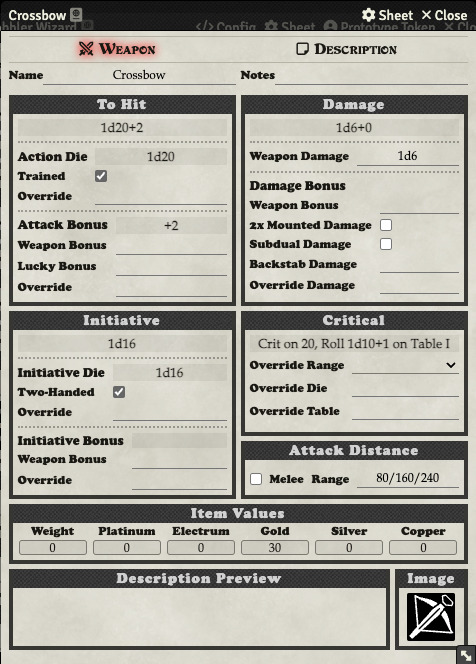 Crossbow Sheet Close
Config Sheet Prototype Token
Weapon Description
Name Crossbow Notes
To Hit
1d20+2
Action Die 1d20
Trained
Override
Attack Bonus +2
Weapon Bonus
Lucky Bonus
Override
Damage
1d6+0
Weapon Damage 1d6
Damage Bonus
Weapon Bonus
2x Mounted Damage
Subdual Damage
Backstab Damage
Override Damage
Initiative
1d16
Initiative Die 1d16
Two-Handed
Override
Initiative Bonus
Weapon Bonus
Override
Critical
Crit on 20, Roll 1d10+1 on Table I
Override Range
Override Die
Override Table
Attack Distance
Melee Range 80/160/240
Item Values
Weight Platinum Electrum Gold Silver Copper
0 0 0 30 0 0
Description Preview
Image